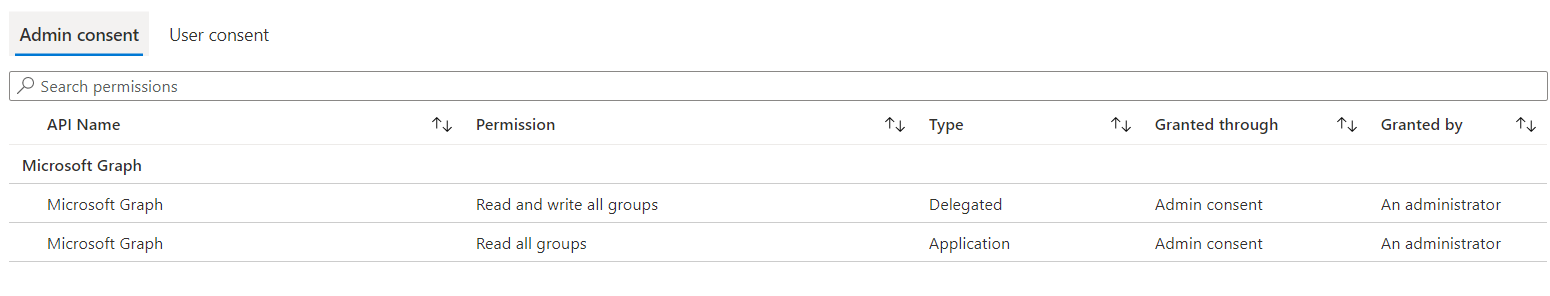 Admin consent User consent
Search permissions
API Name Permission Type Granted through Granted by
Microsoft Graph
Microsoft Graph Read and write all groups Delegated Admin consent An administrator
Microsoft Graph Read all groups Application Admin consent An administrator